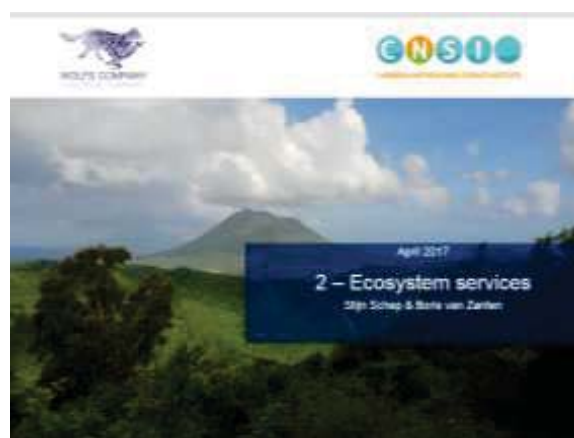 WOLFS COMPANY
CNSI
April 2017
2 – Ecosystem services
Stijn Schep & Boris van Zanten